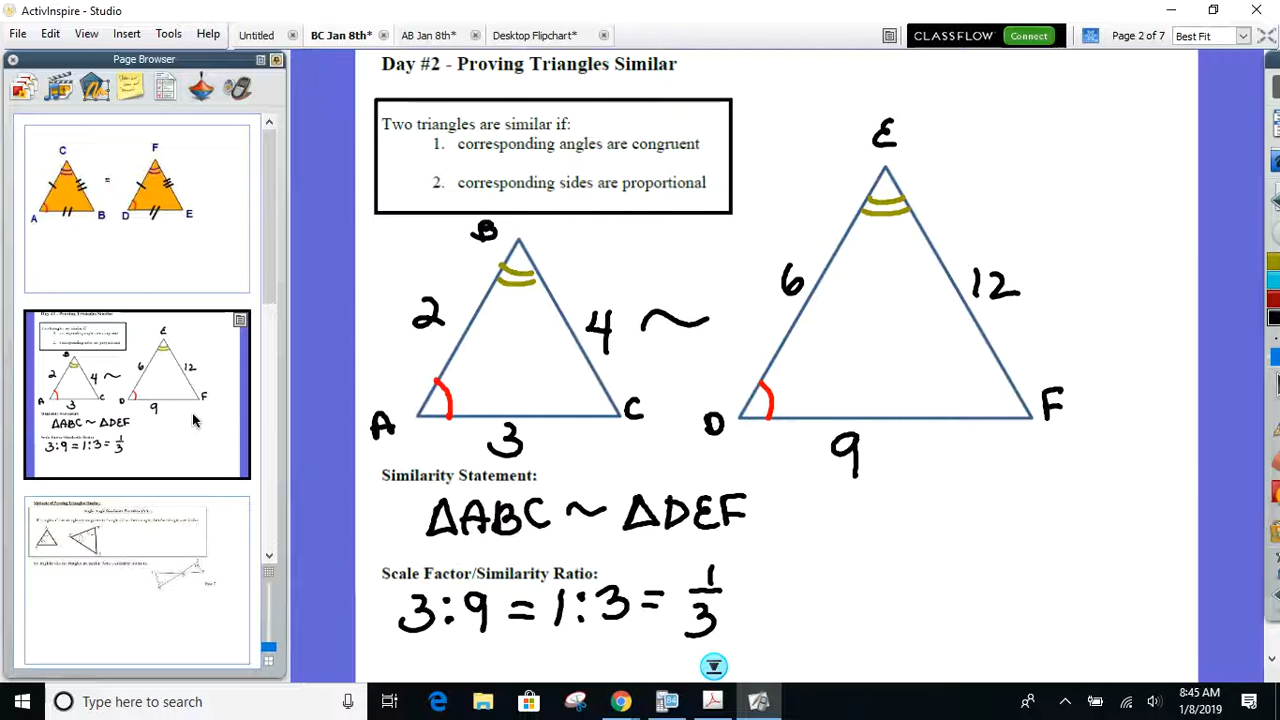 ActivInspire - Studio
File Edit View Insert Tools Help Untitled BC Jan 8th* AB Jan 8th* Desktop Flipchart* CLASSFLOW Connect Page 2 of 7 Best Fit
Page Browser
C F
A B D E
=
Day #2 - Proving Triangles Similar
Two triangles are similar if:
1. corresponding angles are congruent
2. corresponding sides are proportional
B
2 4
A 3 C
~
E
6 12
D 9 F
Similarity Statement:
ΔABC ~ ΔDEF
Scale Factor/Similarity Ratio:
3:9 = 1:3 = 1/3
Type here to search
8:45 AM
1/8/2019